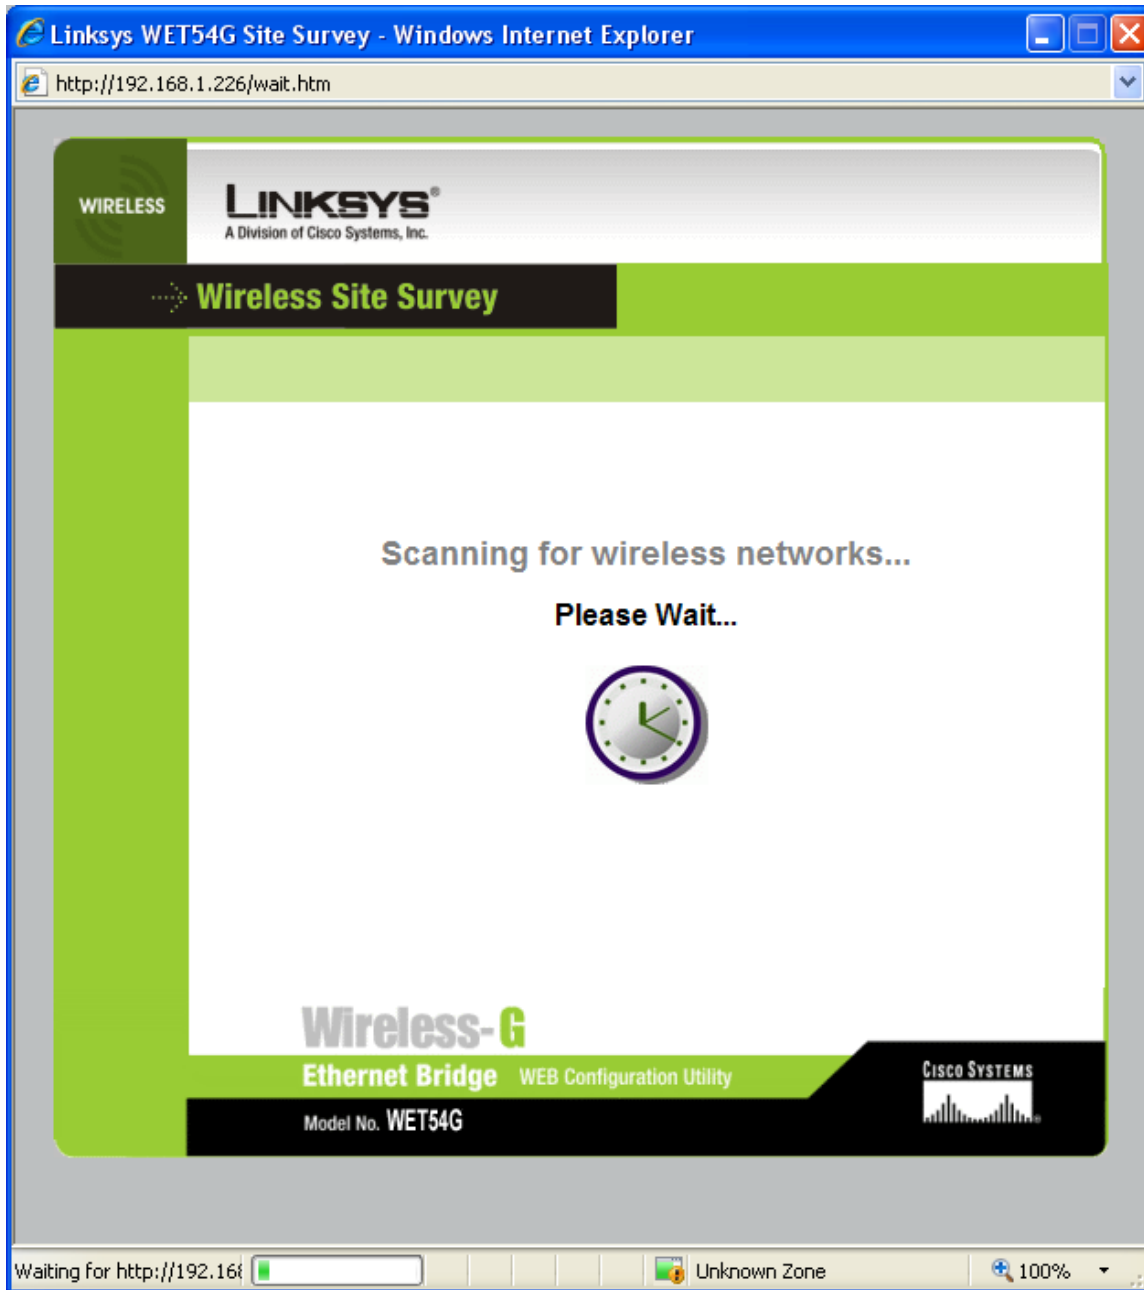 Linksys WET54G Site Survey - Windows Internet Explorer
http://192.168.1.226/wait.htm
WIRELESS
LINKSYS®
A Division of Cisco Systems, Inc.
Wireless Site Survey
Scanning for wireless networks...
Please Wait...
Wireless-G
Ethernet Bridge WEB Configuration Utility
CISCO SYSTEMS
Model No. WET54G
Waiting for http://192.168 Unknown Zone 100%